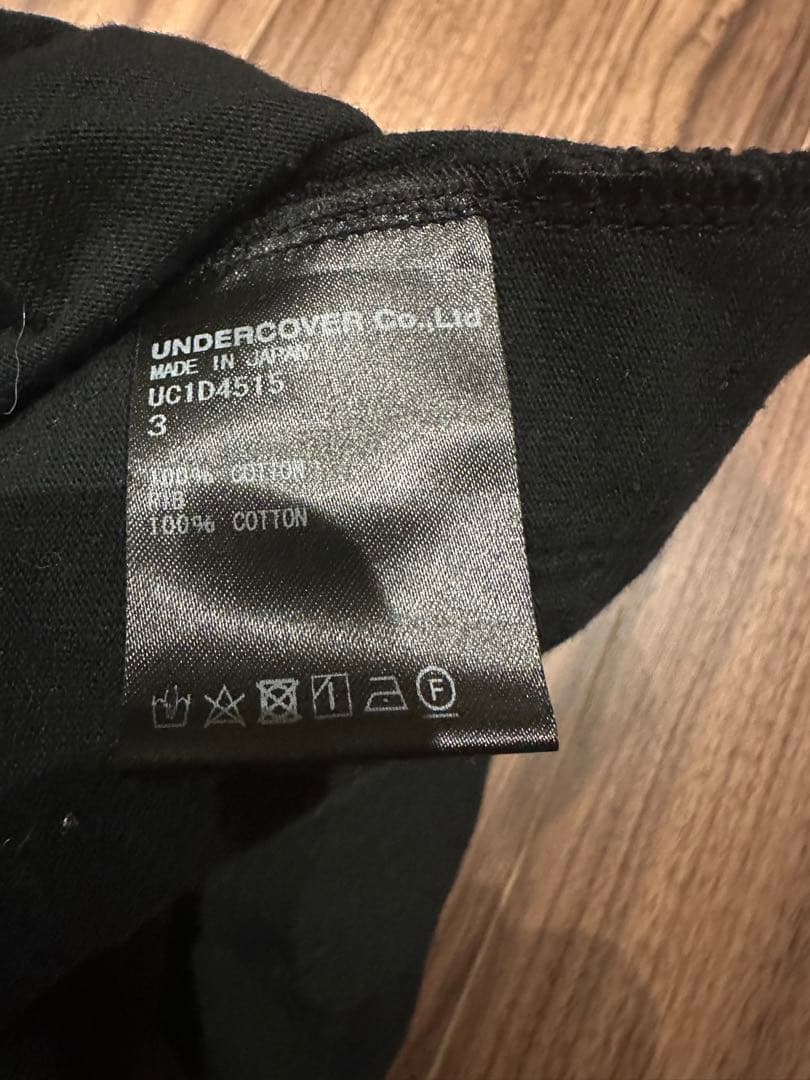 UNDERCOVER Co.,Ltd
MADE IN JAPAN
UC1D4515
3
100% COTTON
RIB
100% COTTON
F